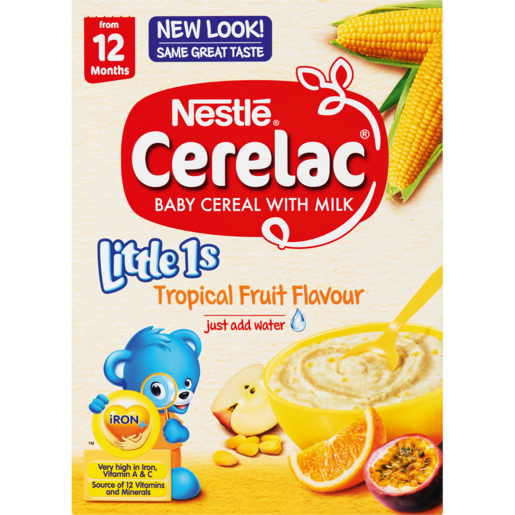 from
12
Months
NEW LOOK!
SAME GREAT TASTE
Nestlé®
Cerelac®
BABY CEREAL WITH MILK
Little 1s
Tropical Fruit Flavour
just add water
IRON
TM
Very high in Iron,
Vitamin A & C
Source of 12 Vitamins
and Minerals